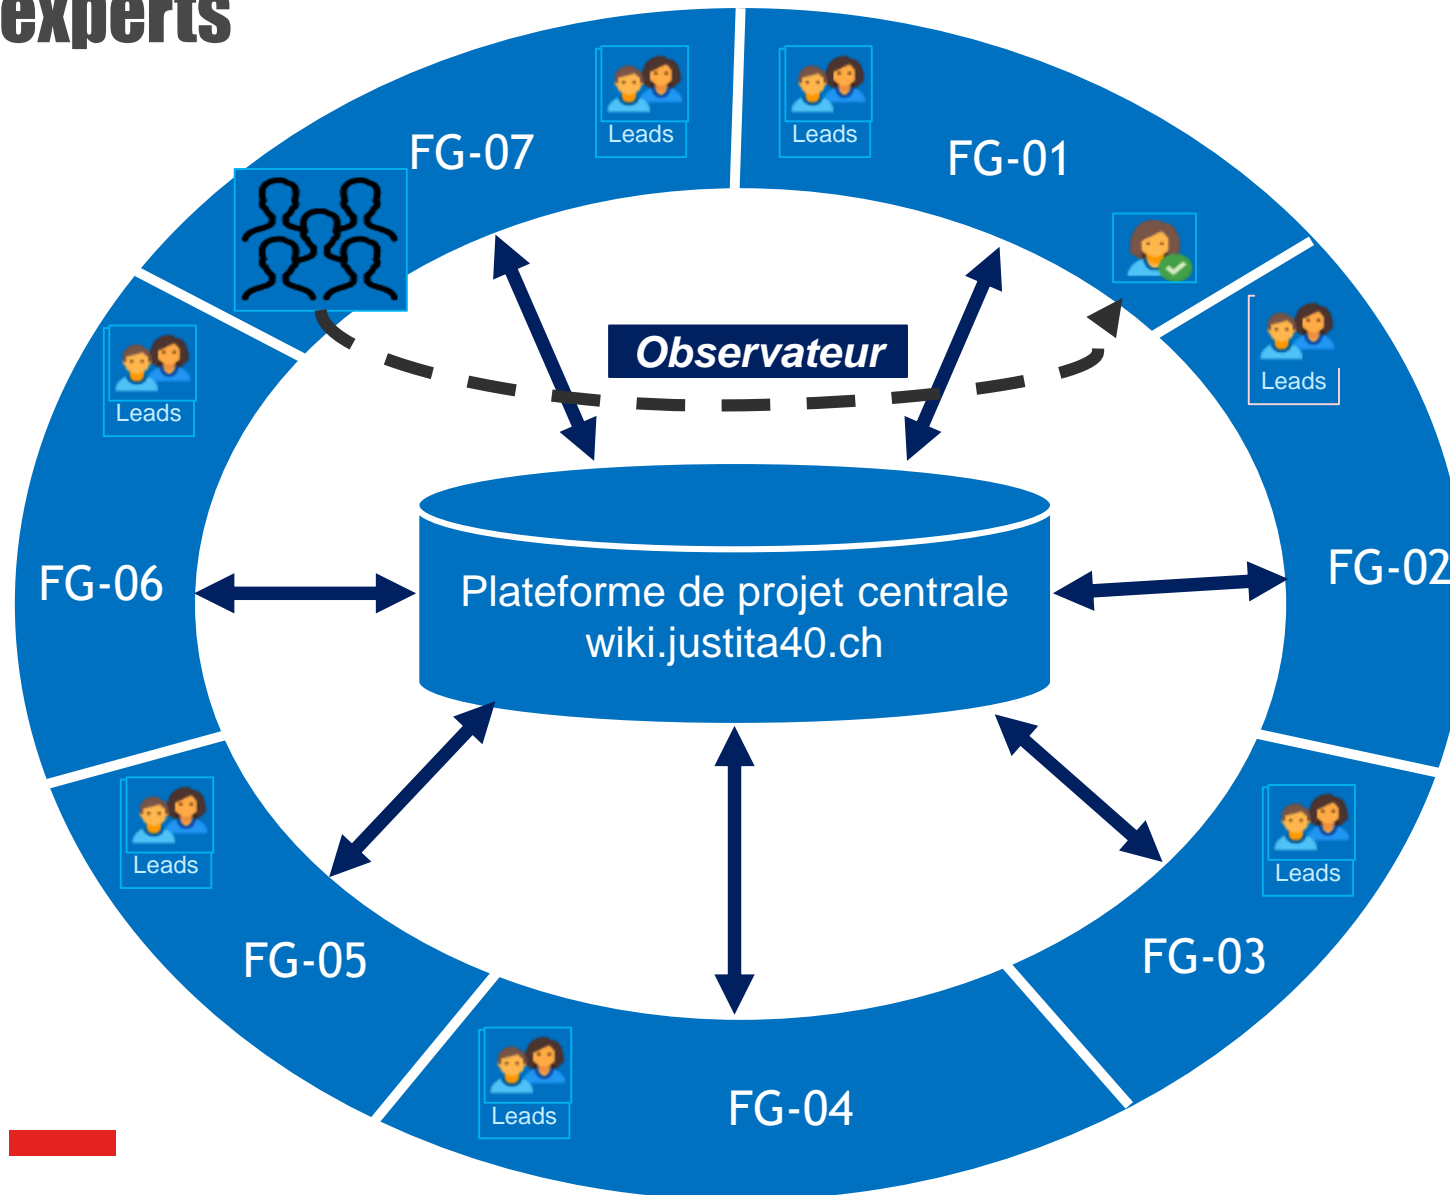 experts
FG-07
Leads
Leads
FG-01
Observateur
Leads
Leads
FG-06
FG-02
Plateforme de projet centrale
wiki.justita40.ch
Leads
Leads
FG-05
FG-03
Leads
FG-04